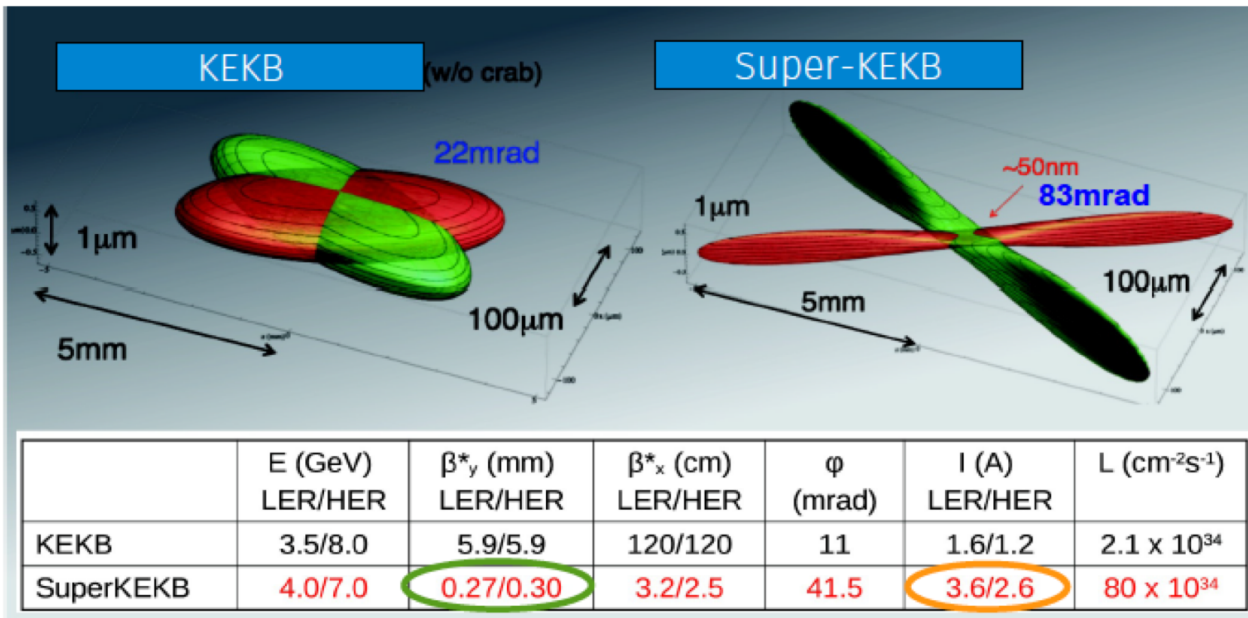 KEKB
(w/o crab)
Super-KEKB
22mrad
~50nm
83mrad
1μm
1μm
100μm
100μm
5mm
5mm
E (GeV) β*y (mm) β*x (cm) φ I (A) L (cm-2s-1)
LER/HER LER/HER LER/HER (mrad) LER/HER
KEKB 3.5/8.0 5.9/5.9 120/120 11 1.6/1.2 2.1 x 10³⁴
SuperKEKB 4.0/7.0 0.27/0.30 3.2/2.5 41.5 3.6/2.6 80 x 10³⁴